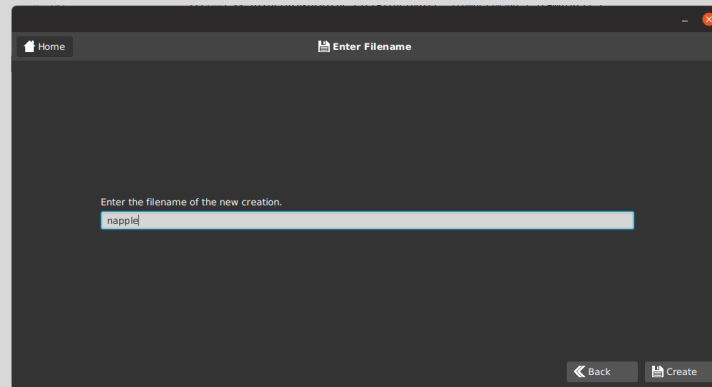 Home
Enter Filename
Enter the filename of the new creation.
napple
Back
Create